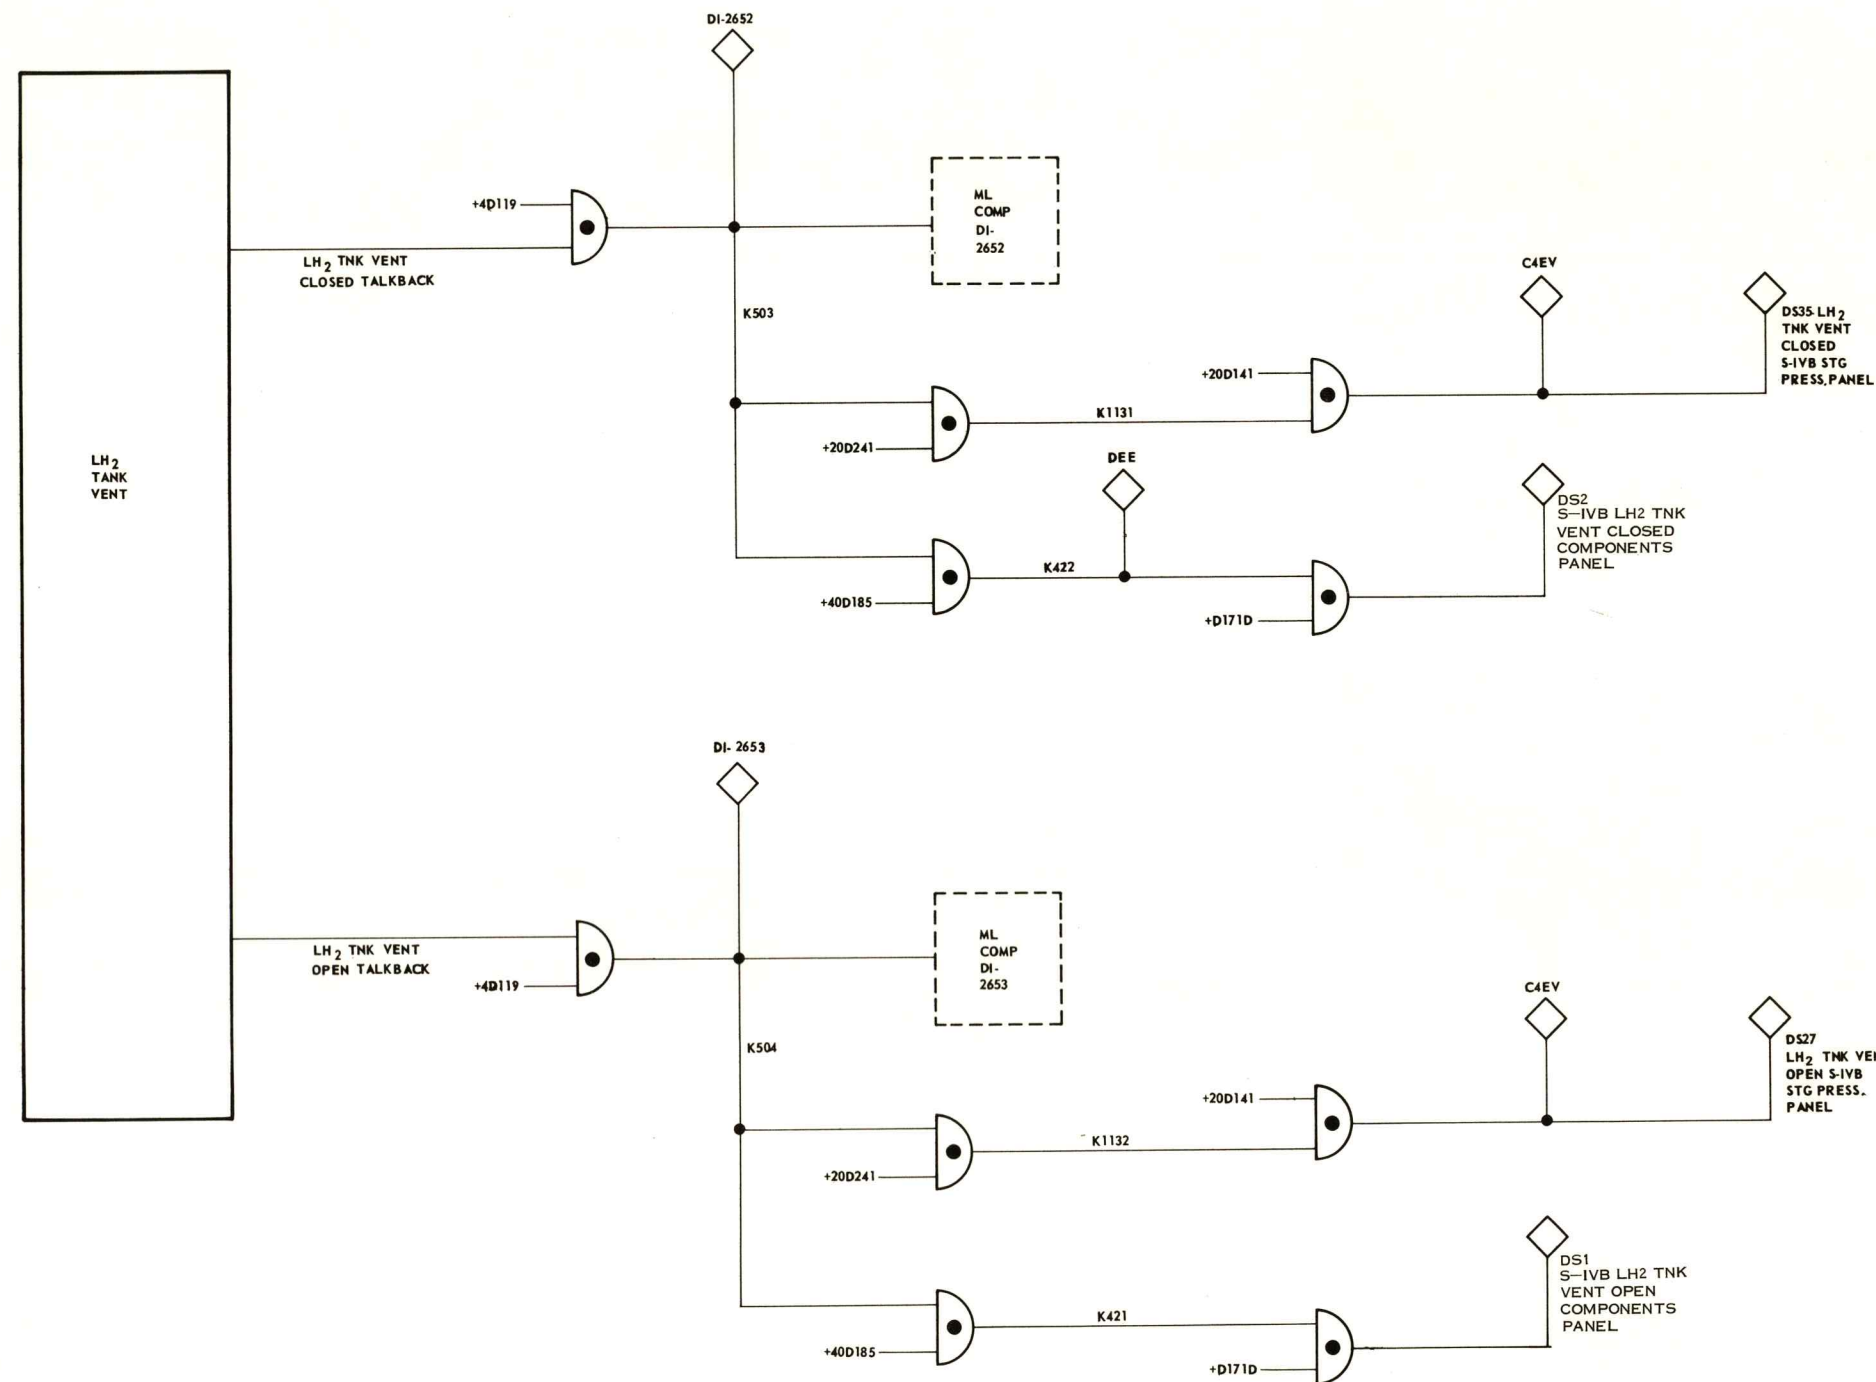 DI-2652
+4D119
ML
COMP
DI-
2652
LH2 TNK VENT
CLOSED TALKBACK
C4EV
K503
DS35-LH2
TNK VENT
CLOSED
S-IVB STG
PRESS.PANEL
+20D141
K1131
+20D241
DEE
LH2
TANK
VENT
DS2
S-IVB LH2 TNK
VENT CLOSED
COMPONENTS
PANEL
K422
+40D185
+D171D
DI-2653
LH2 TNK VENT
OPEN TALKBACK
ML
COMP
DI-
2653
+4D119
C4EV
K504
DS27
LH2 TNK VE
OPEN S-IVB
STG PRESS.
PANEL
+20D141
K1132
+20D241
DS1
S-IVB LH2 TNK
VENT OPEN
COMPONENTS
PANEL
K421
+40D185
+D171D